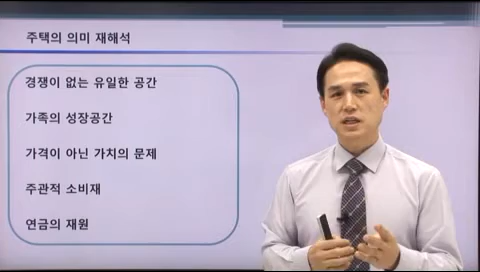 주택의 의미 재해석
경쟁이 없는 유일한 공간
가족의 성장공간
가격이 아닌 가치의 문제
주관적 소비재
연금의 재원